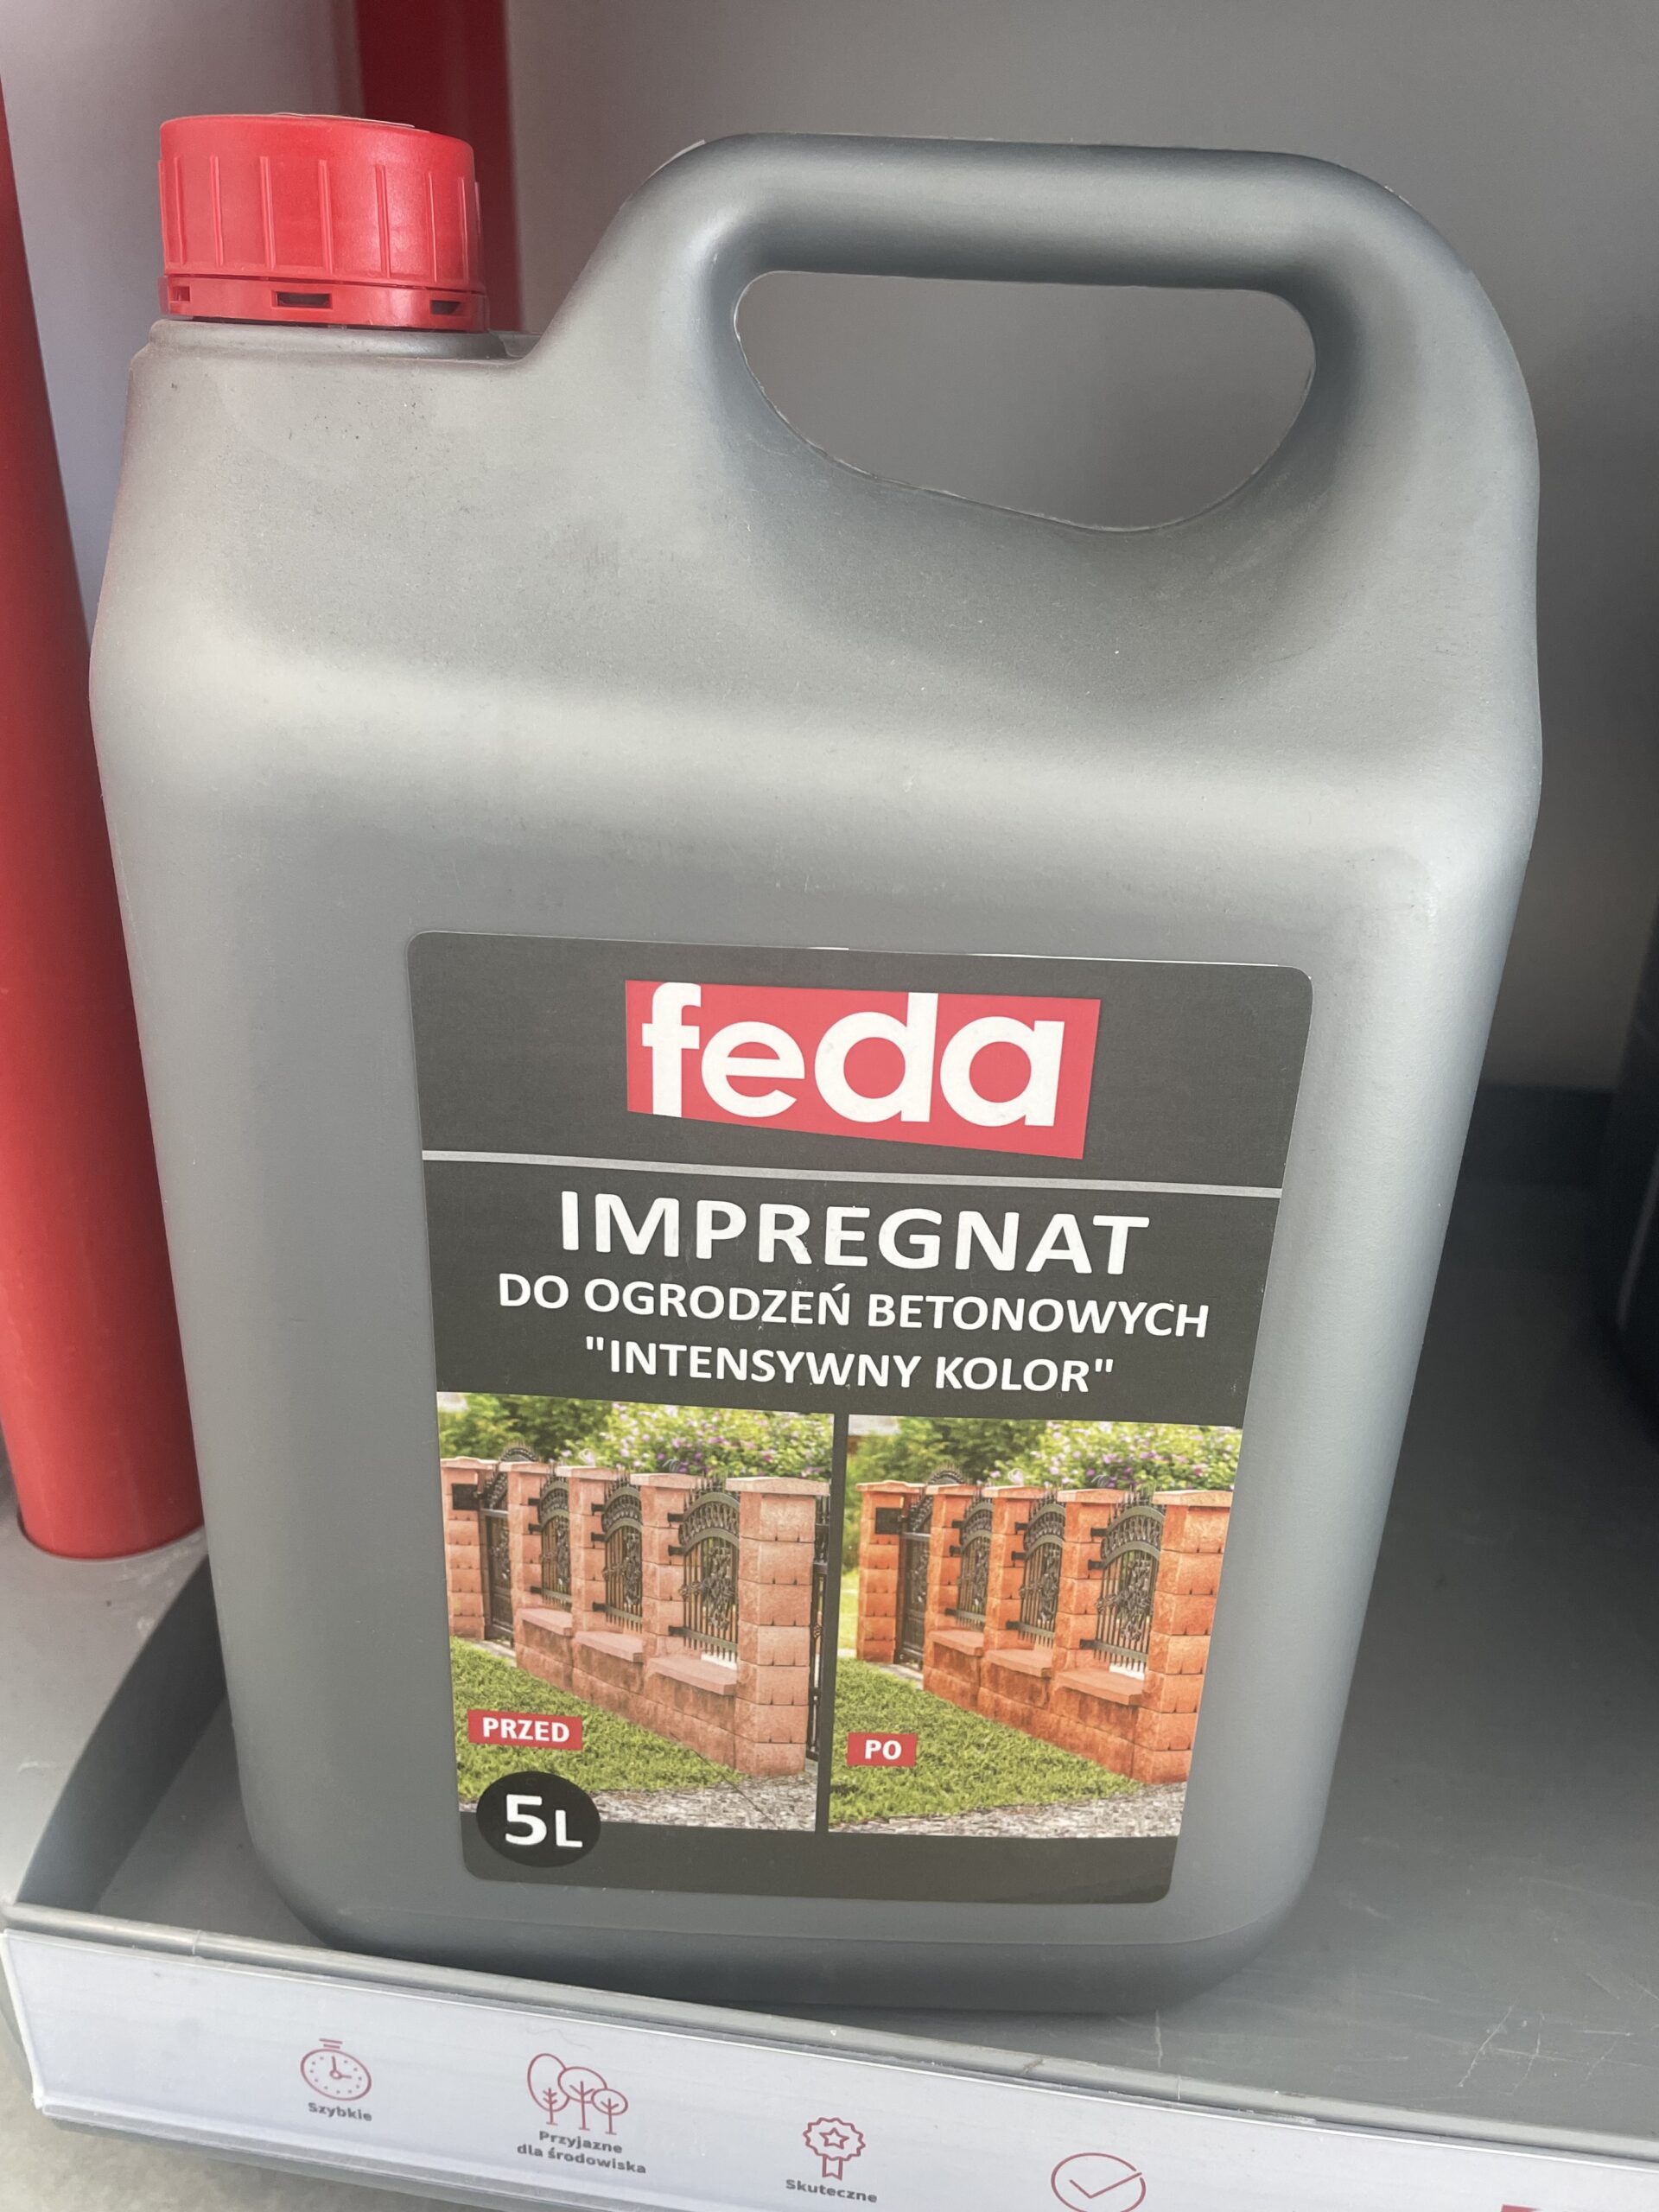 feda
IMPREGNAT
DO OGRODZEŃ BETONOWYCH
"INTENSYWNY KOLOR"
PRZED
PO
5L
Szybkie
Przyjazne
dla środowiska
Skuteczne